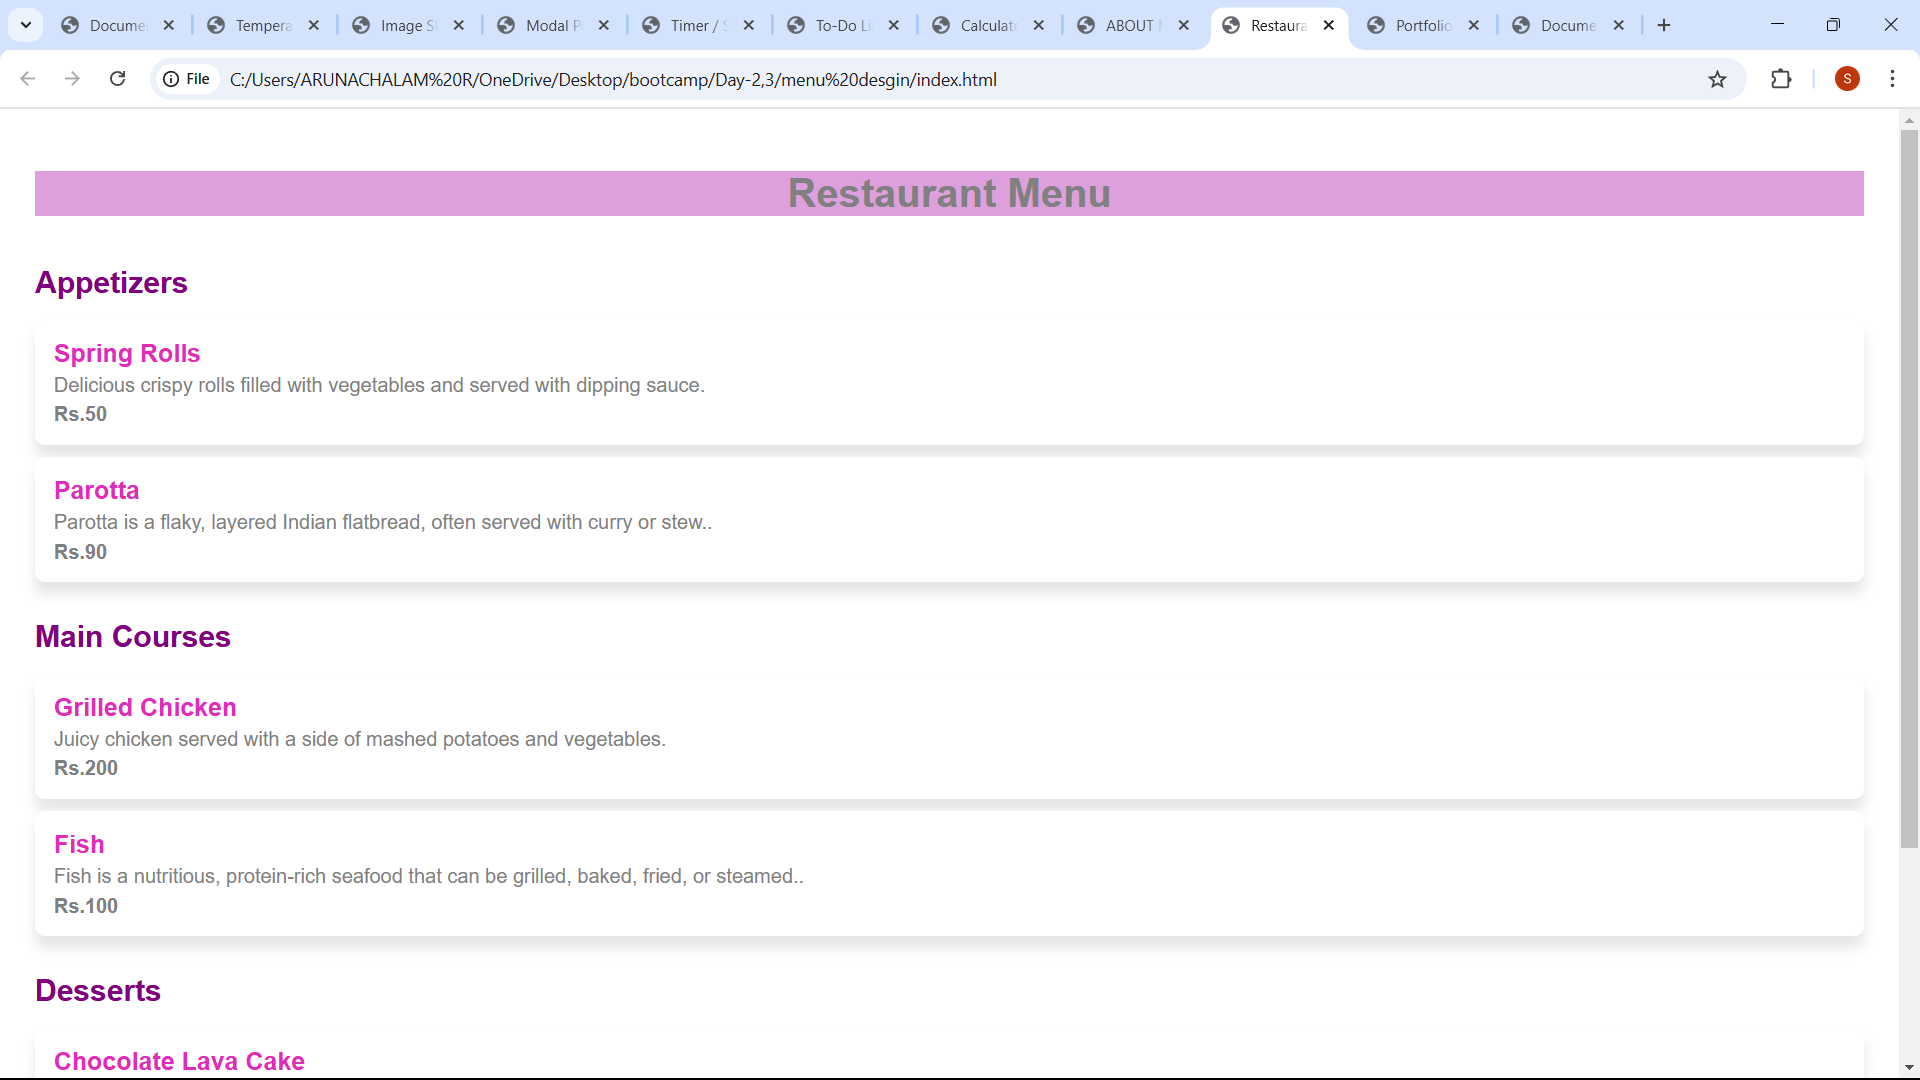 Docume
Tempera
Image S
Modal P
Timer / S
To-Do Li
Calculat
ABOUT
Restaura
Portfolio
Docume
File
C:/Users/ARUNACHALAM%20R/OneDrive/Desktop/bootcamp/Day-2,3/menu%20desgin/index.html
S
Restaurant Menu
Appetizers
Spring Rolls
Delicious crispy rolls filled with vegetables and served with dipping sauce.
Rs.50
Parotta
Parotta is a flaky, layered Indian flatbread, often served with curry or stew..
Rs.90
Main Courses
Grilled Chicken
Juicy chicken served with a side of mashed potatoes and vegetables.
Rs.200
Fish
Fish is a nutritious, protein-rich seafood that can be grilled, baked, fried, or steamed..
Rs.100
Desserts
Chocolate Lava Cake